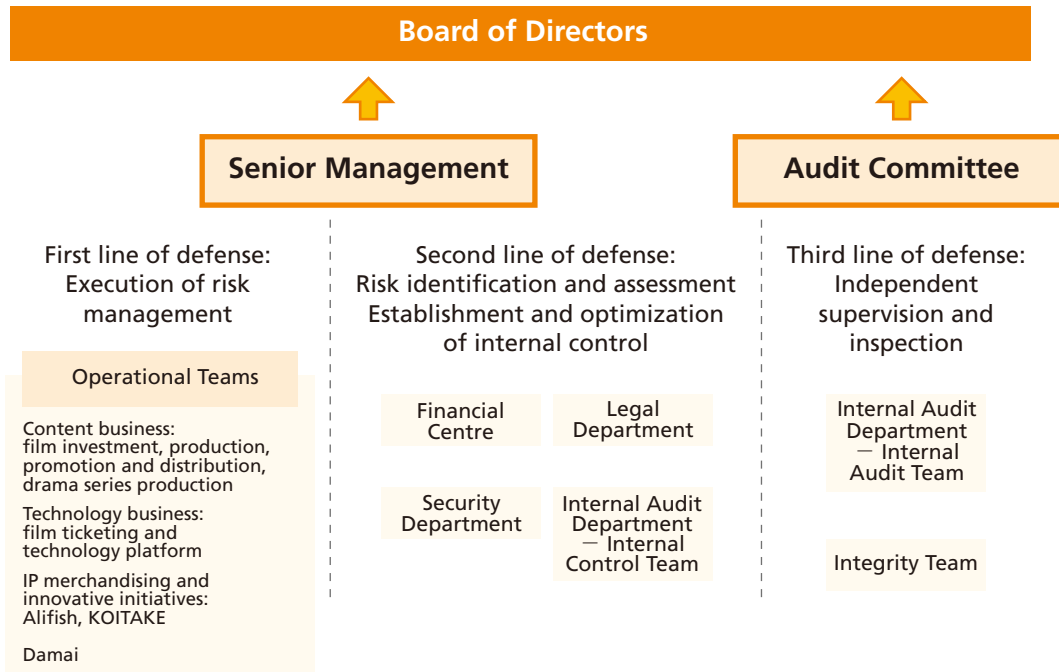 Board of Directors
Senior Management
Audit Committee
First line of defense:
Execution of risk
management
Operational Teams
Content business:
film investment, production,
promotion and distribution,
drama series production
Technology business:
film ticketing and
technology platform
IP merchandising and
innovative initiatives:
Alifish, KOITAKE
Damai
Second line of defense:
Risk identification and assessment
Establishment and optimization
of internal control
Financial
Centre
Legal
Department
Security
Department
Internal Audit
Department
— Internal
Control Team
Third line of defense:
Independent
supervision and
inspection
Internal Audit
Department
— Internal
Audit Team
Integrity Team